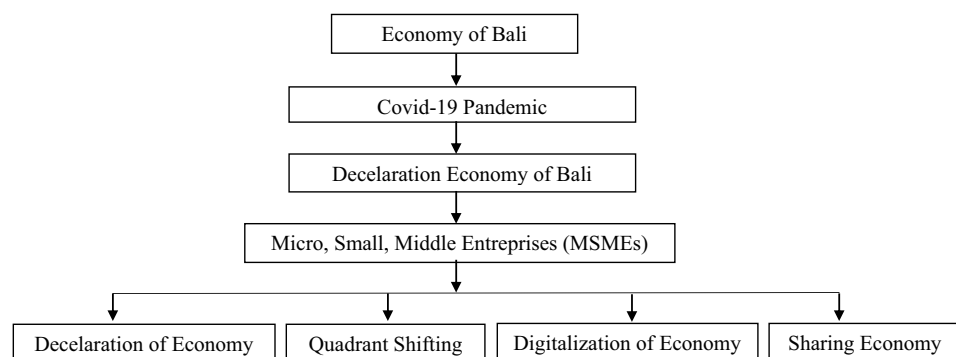 Economy of Bali
Covid-19 Pandemic
Decelaration Economy of Bali
Micro, Small, Middle Entreprises (MSMEs)
Decelaration of Economy
Quadrant Shifting
Digitalization of Economy
Sharing Economy